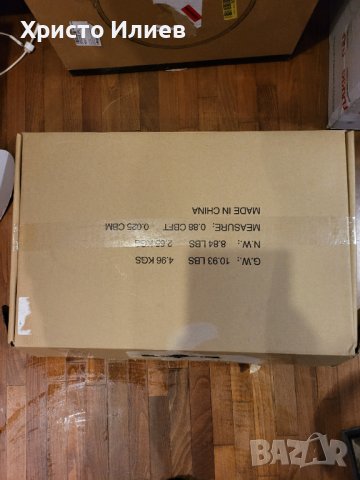 Христо Илиев
G.W.: 10.93 LBS 4.96 KGS
N.W.: 8.84 LBS
MEASURE: 0.88 CBFT 0.025 CBM
MADE IN CHINA
BAZAR